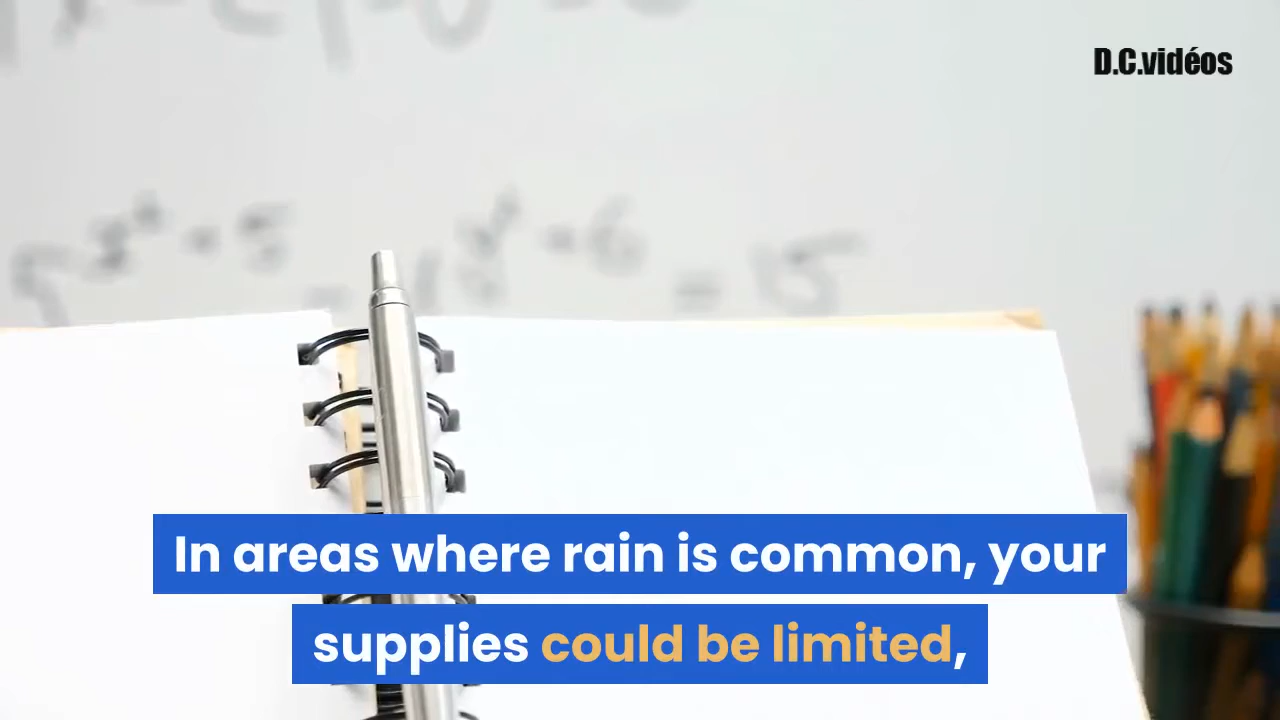 D.C.vidéos
In areas where rain is common, your
supplies could be limited,